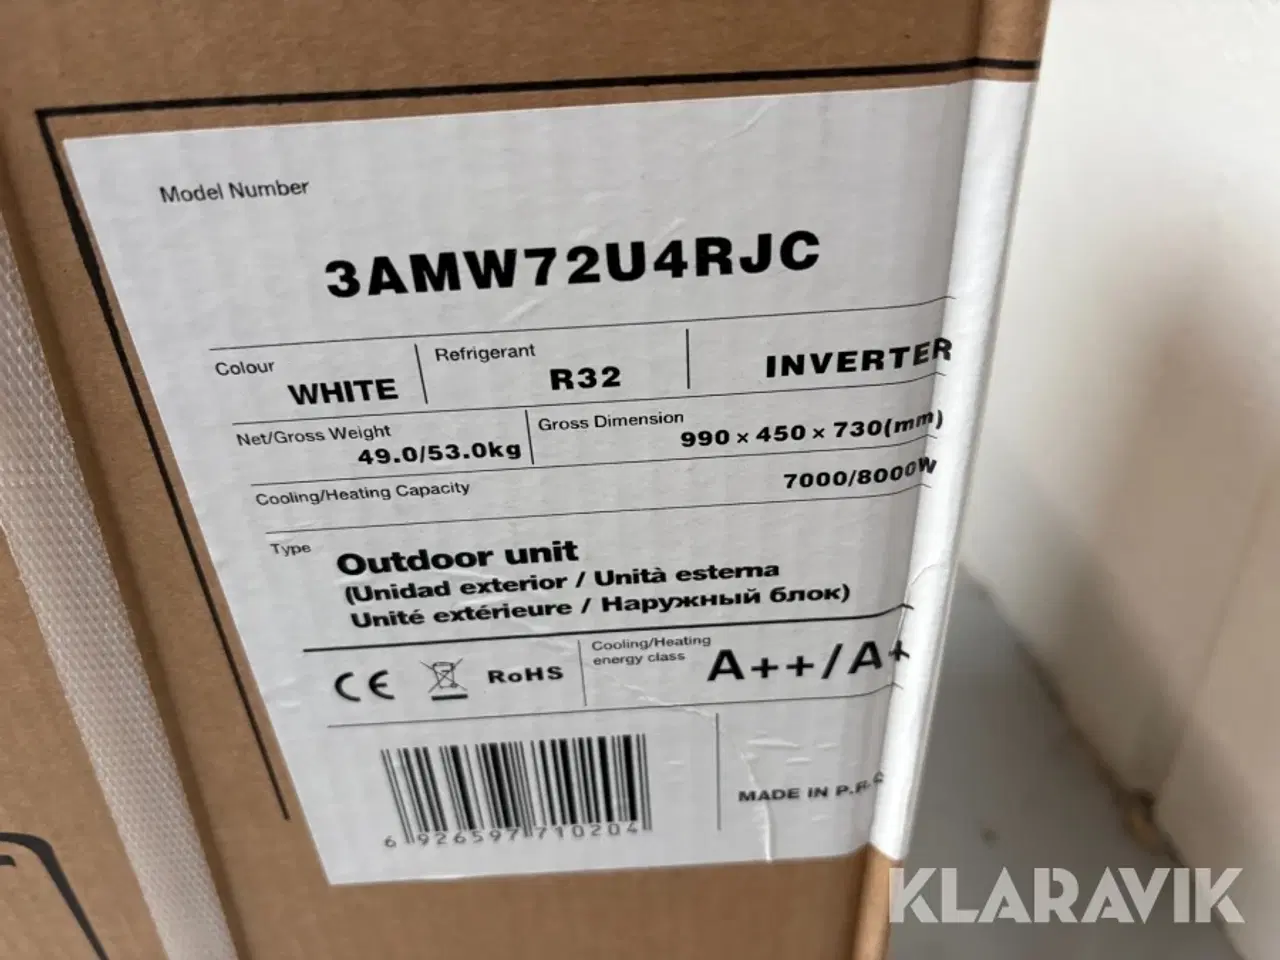 Model Number
3AMW72U4RJC
Colour
WHITE
Refrigerant
R32
INVERTER
Net/Gross Weight
49.0/53.0kg
Gross Dimension
990 × 450 × 730(mm)
Cooling/Heating Capacity
7000/8000W
Type
Outdoor unit
(Unidad exterior / Unità esterna
Unité extérieure / Наружный блок)
CE
RoHS
Cooling/Heating
energy class
A++/A+
6 926597 710204
MADE IN P.R.C
KLARAVIK